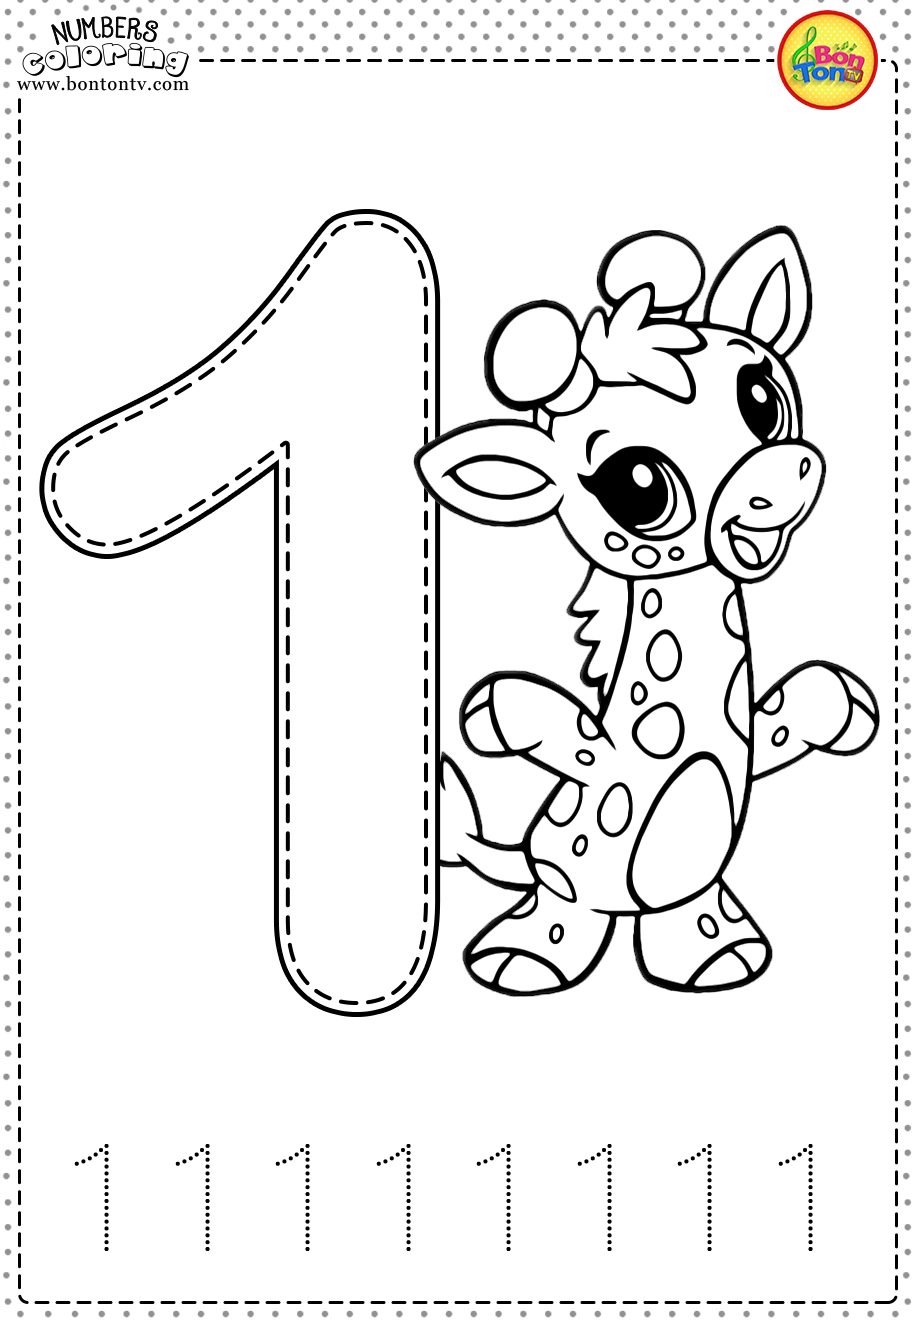 NUMBERS
Coloring
www.bontontv.com
Bon
Ton TV
1
1 1 1 1 1 1 1 1